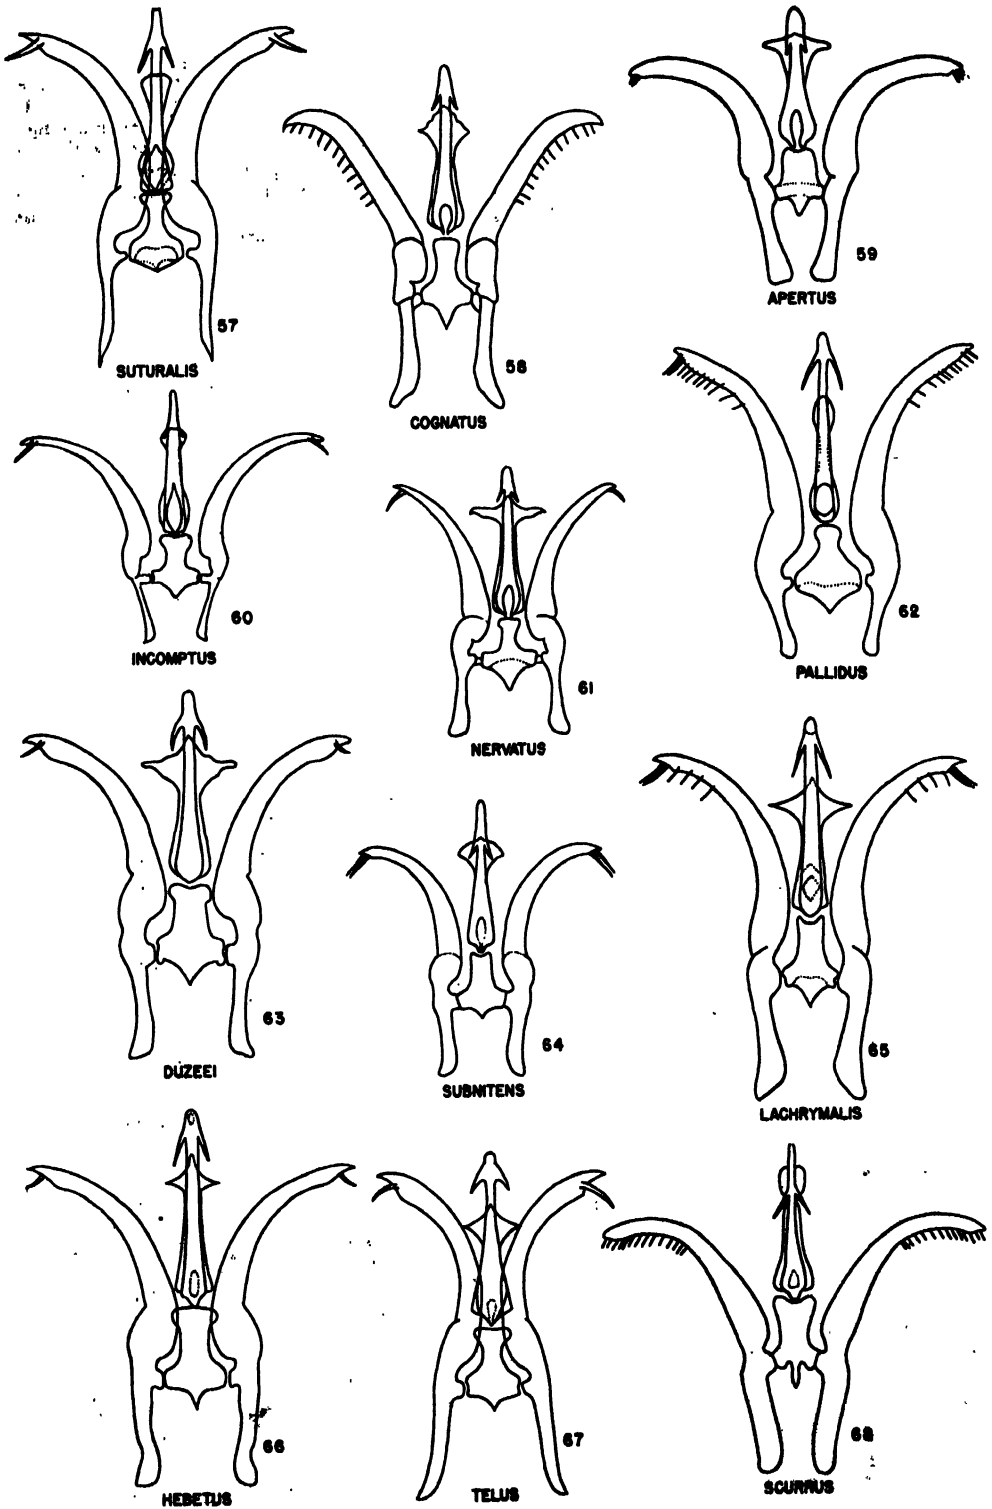 57
SUTURALIS
58
COGNATUS
59
APERTUS
60
INCOMPTUS
61
NERVATUS
62
PALLIDUS
63
DUZEEI
64
SUBNITENS
65
LACHRYMALIS
66
HEBETUS
67
TELUS
68
SCURRUS